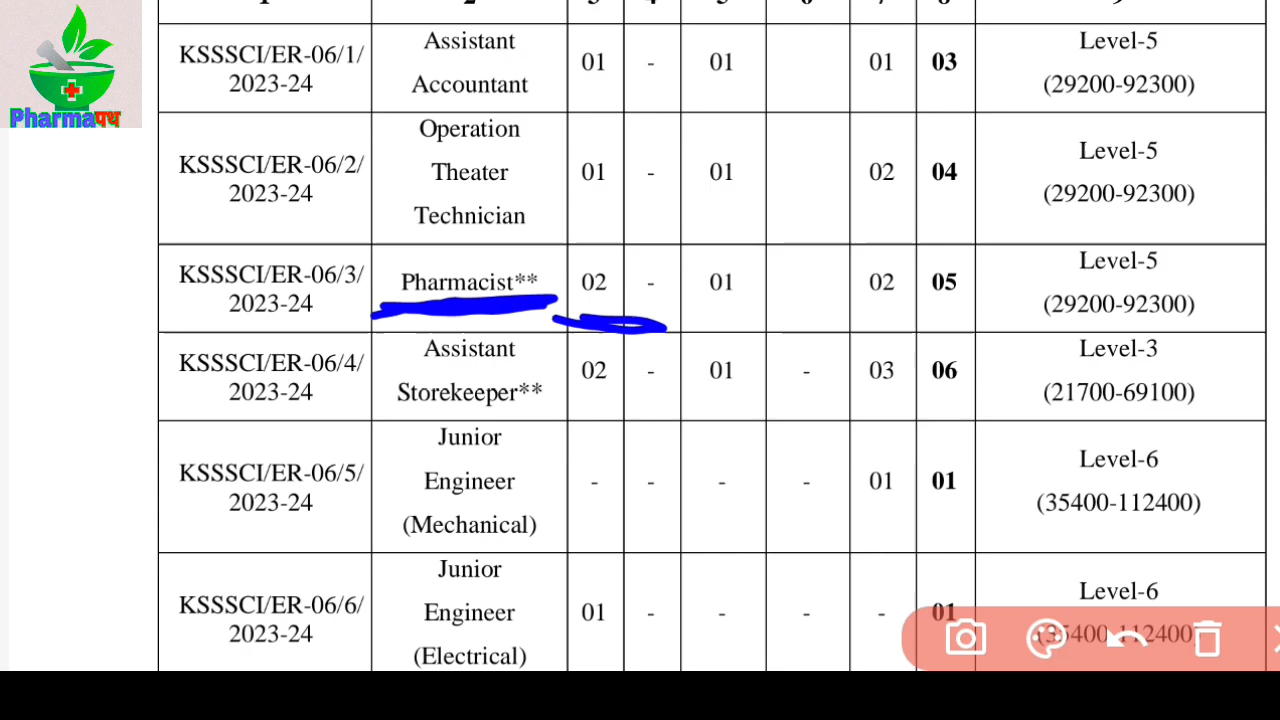 Pharmaपथ
KSSSCI/ER-06/1/
2023-24
Assistant
Accountant
01 - 01 01 03
Level-5
(29200-92300)
KSSSCI/ER-06/2/
2023-24
Operation
Theater
Technician
01 - 01 02 04
Level-5
(29200-92300)
KSSSCI/ER-06/3/
2023-24
Pharmacist**
02 - 01 02 05
Level-5
(29200-92300)
KSSSCI/ER-06/4/
2023-24
Assistant
Storekeeper**
02 - 01 - 03 06
Level-3
(21700-69100)
KSSSCI/ER-06/5/
2023-24
Junior
Engineer
(Mechanical)
- - - - 01 01
Level-6
(35400-112400)
KSSSCI/ER-06/6/
2023-24
Junior
Engineer
(Electrical)
01 - - - - 01
Level-6
(35400-112400)